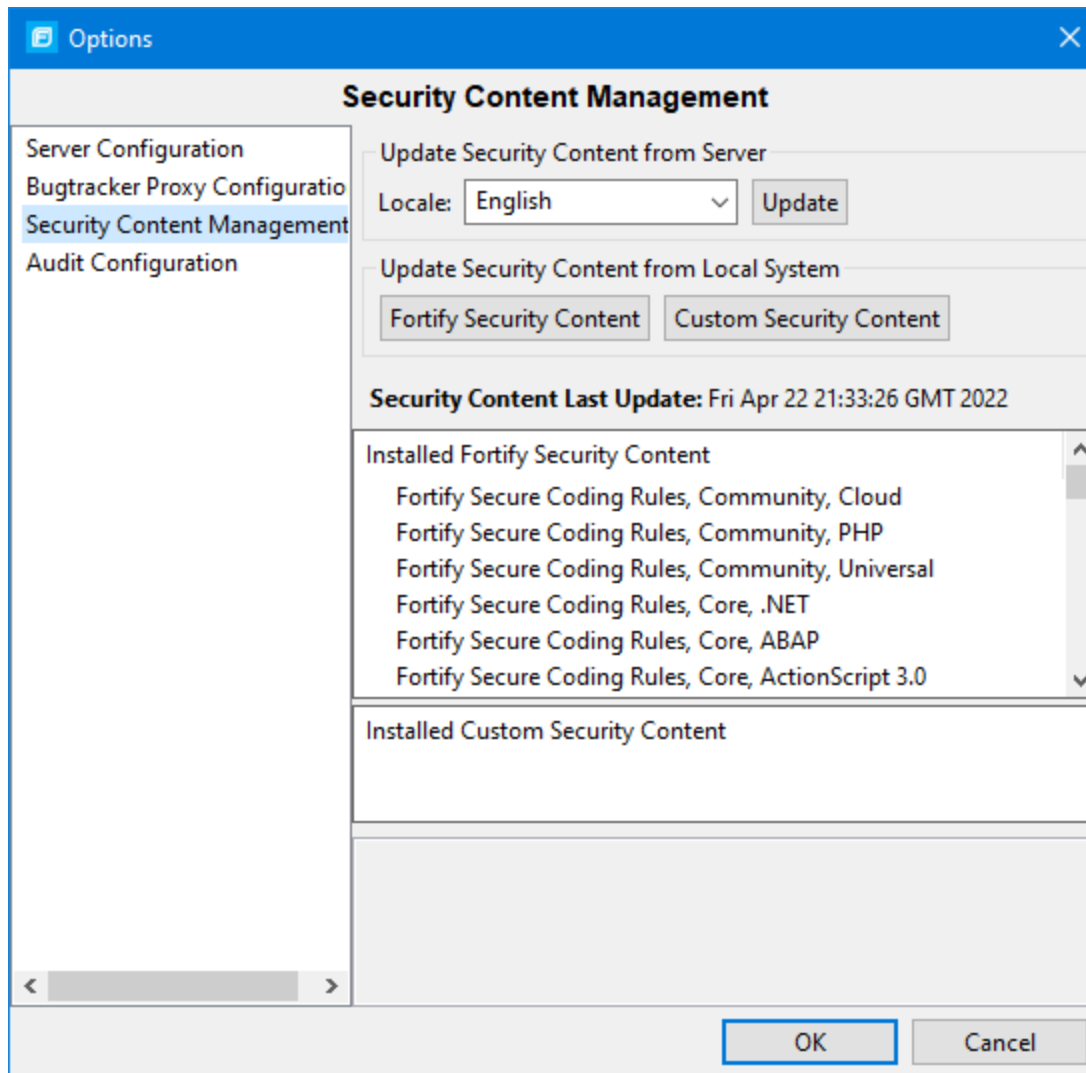 Options
Security Content Management
Server Configuration
Bugtracker Proxy Configuratio
Security Content Management
Audit Configuration
Update Security Content from Server
Locale: English Update
Update Security Content from Local System
Fortify Security Content Custom Security Content
Security Content Last Update: Fri Apr 22 21:33:26 GMT 2022
Installed Fortify Security Content
Fortify Secure Coding Rules, Community, Cloud
Fortify Secure Coding Rules, Community, PHP
Fortify Secure Coding Rules, Community, Universal
Fortify Secure Coding Rules, Core, .NET
Fortify Secure Coding Rules, Core, ABAP
Fortify Secure Coding Rules, Core, ActionScript 3.0
Installed Custom Security Content
OK Cancel